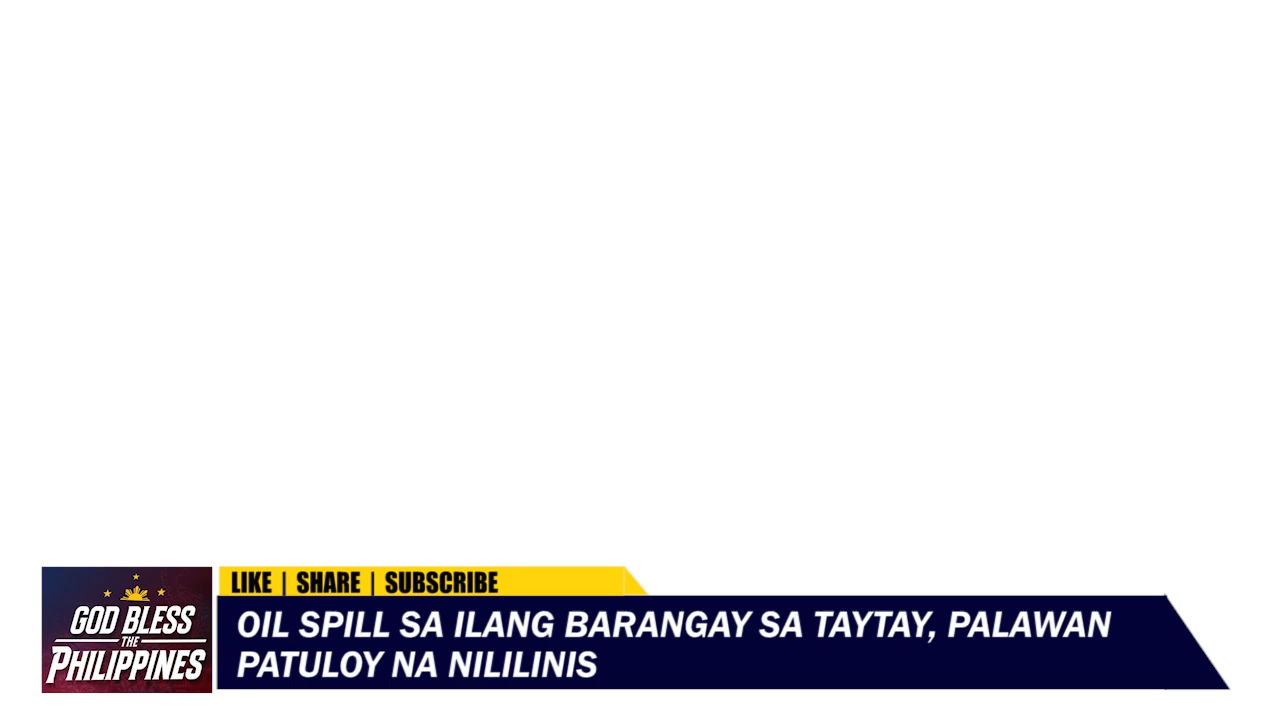 LIKE | SHARE | SUBSCRIBE
GOD BLESS
THE
PHILIPPINES
OIL SPILL SA ILANG BARANGAY SA TAYTAY, PALAWAN
PATULOY NA NILILINIS